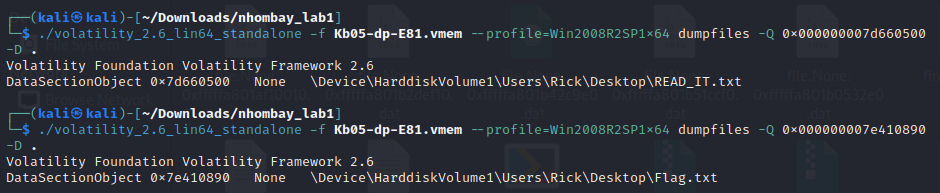 ┌──(kali㉿kali)-[~/Downloads/nhombay_lab1]
└─$ ./volatility_2.6_lin64_standalone -f Kb05-dp-E81.vmem --profile=Win2008R2SP1×64 dumpfiles -Q 0×000000007d660500
-D .
Volatility Foundation Volatility Framework 2.6
DataSectionObject 0×7d660500   None   \Device\HarddiskVolume1\Users\Rick\Desktop\READ_IT.txt
┌──(kali㉿kali)-[~/Downloads/nhombay_lab1]
└─$ ./volatility_2.6_lin64_standalone -f Kb05-dp-E81.vmem --profile=Win2008R2SP1×64 dumpfiles -Q 0×000000007e410890
-D .
Volatility Foundation Volatility Framework 2.6
DataSectionObject 0×7e410890   None   \Device\HarddiskVolume1\Users\Rick\Desktop\Flag.txt